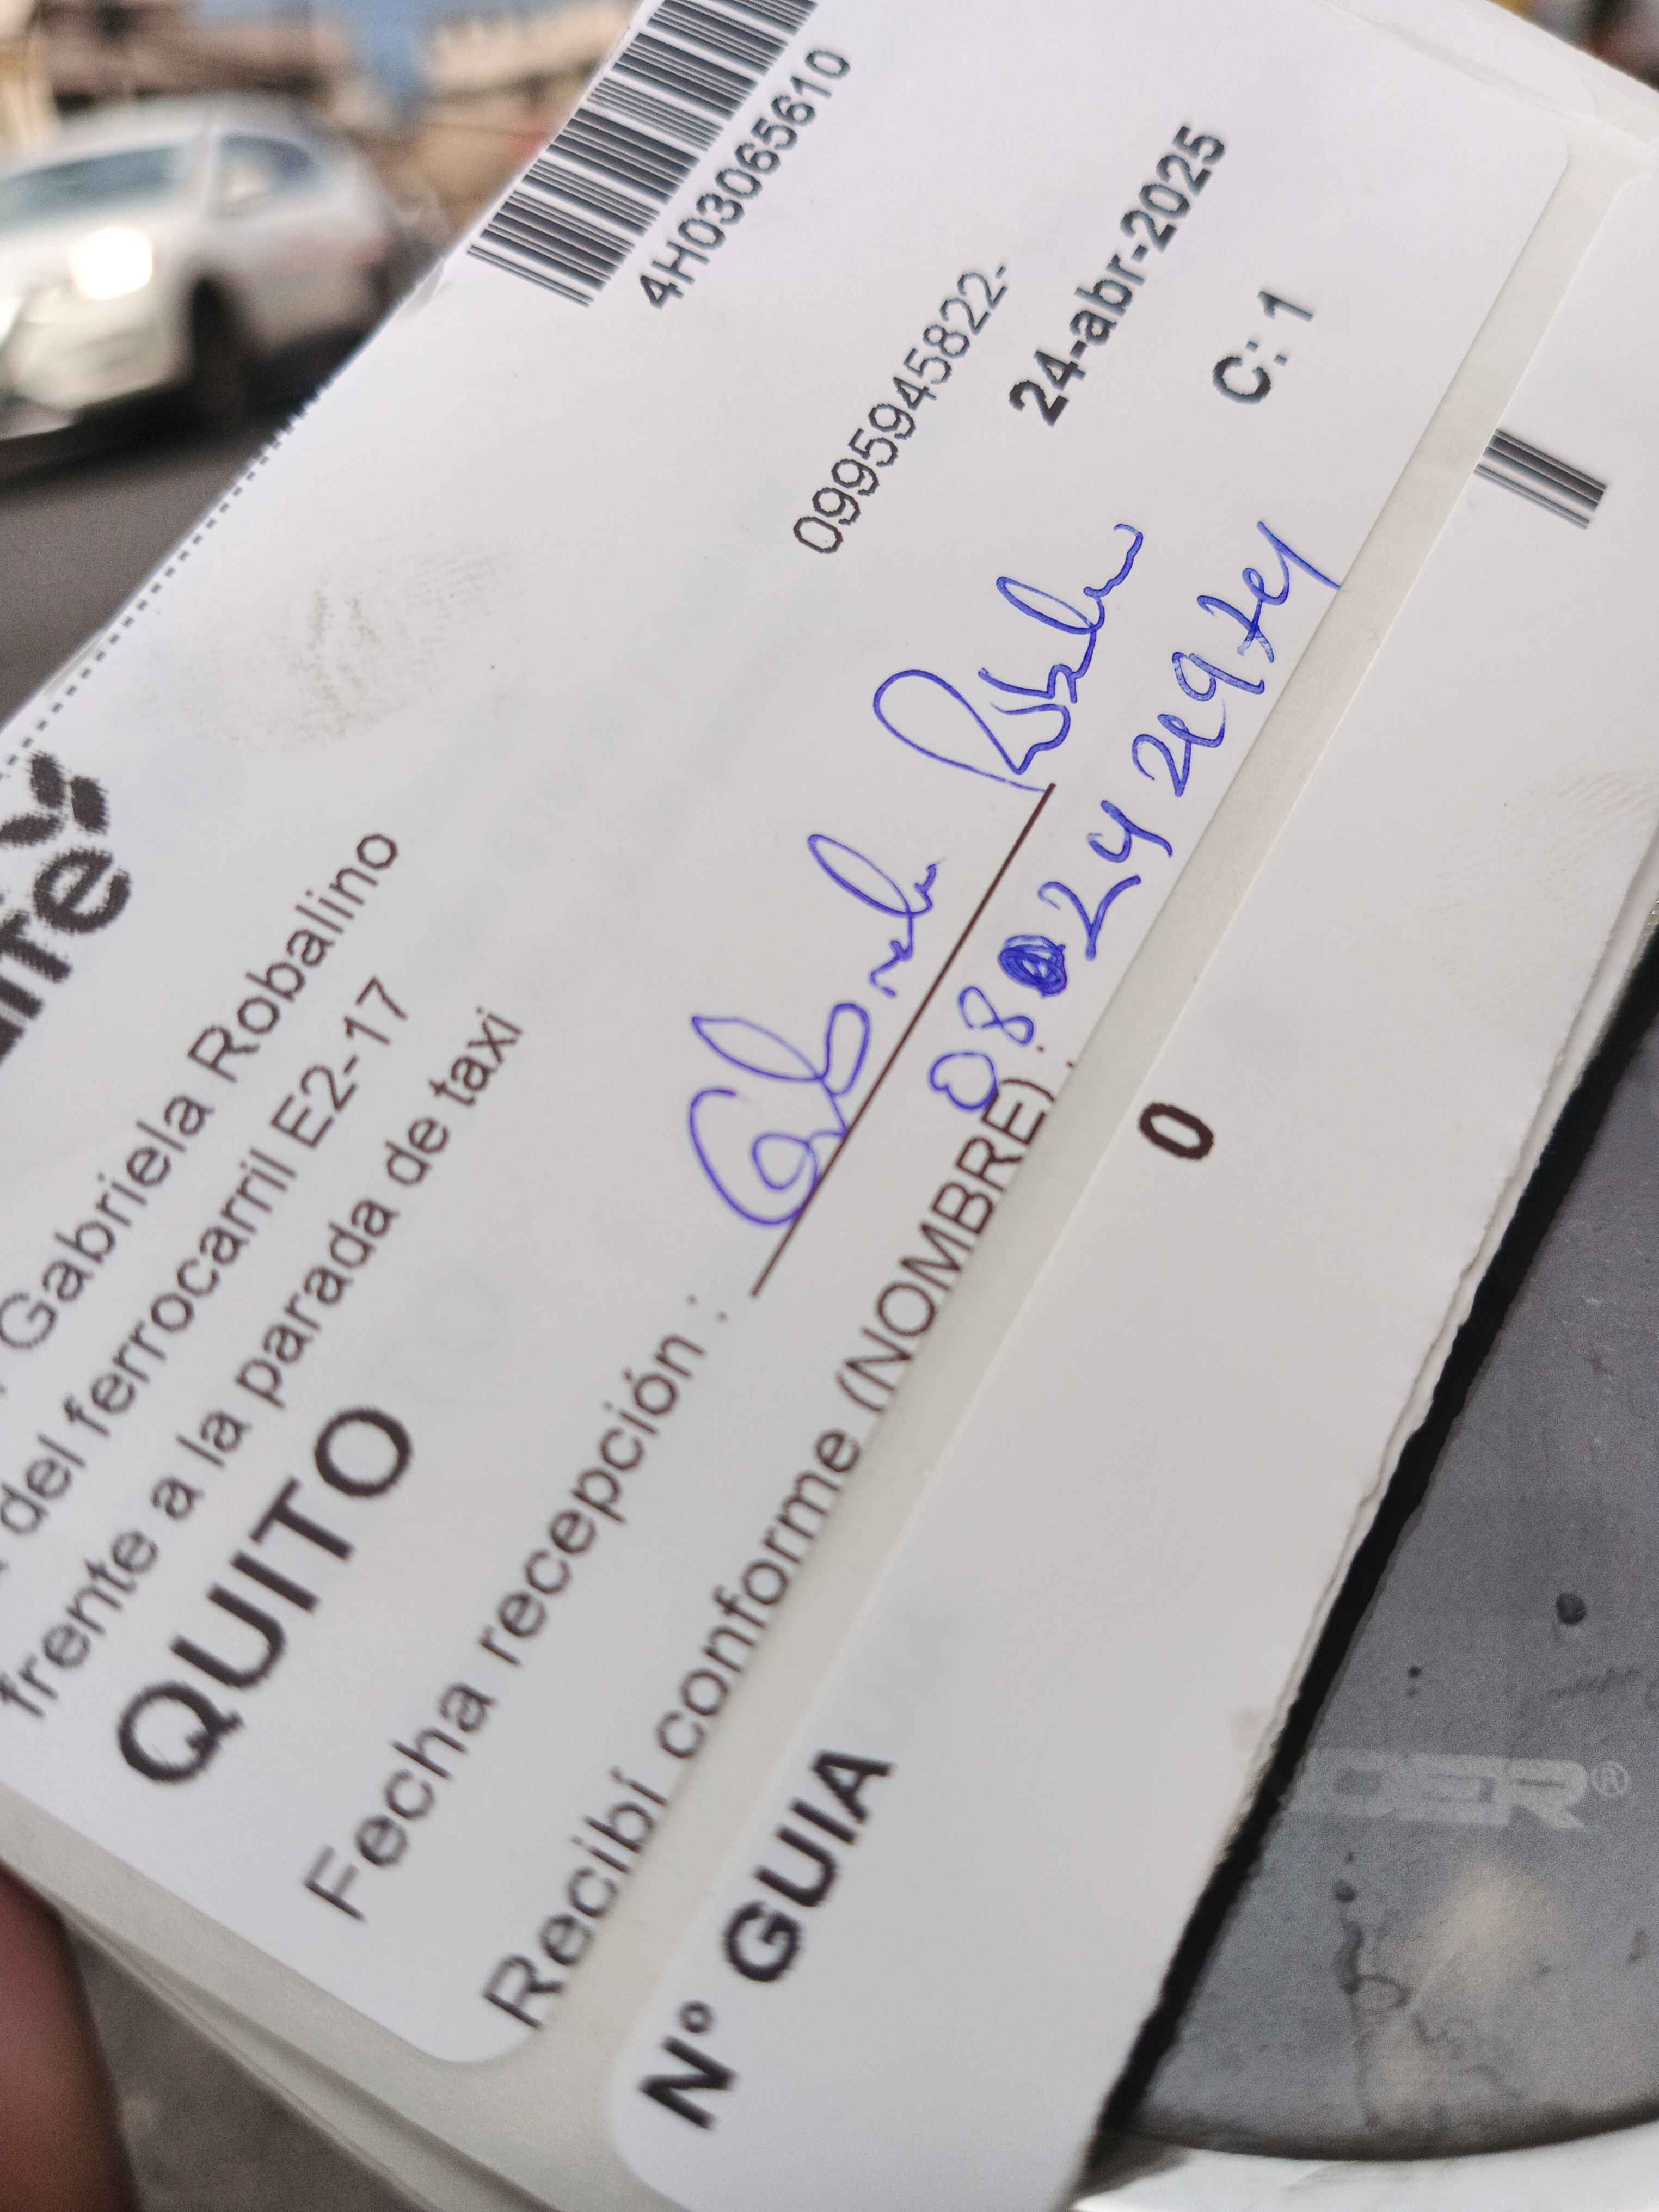 4H03065610
Gabriela Robalino
del ferrocarril E2-17
frente a la parada de taxi
0995945822-
QUITO
24-abr-2025
Fecha recepción :
C: 1
Recibí conforme (NOMBRE) :
Nº GUIA
0